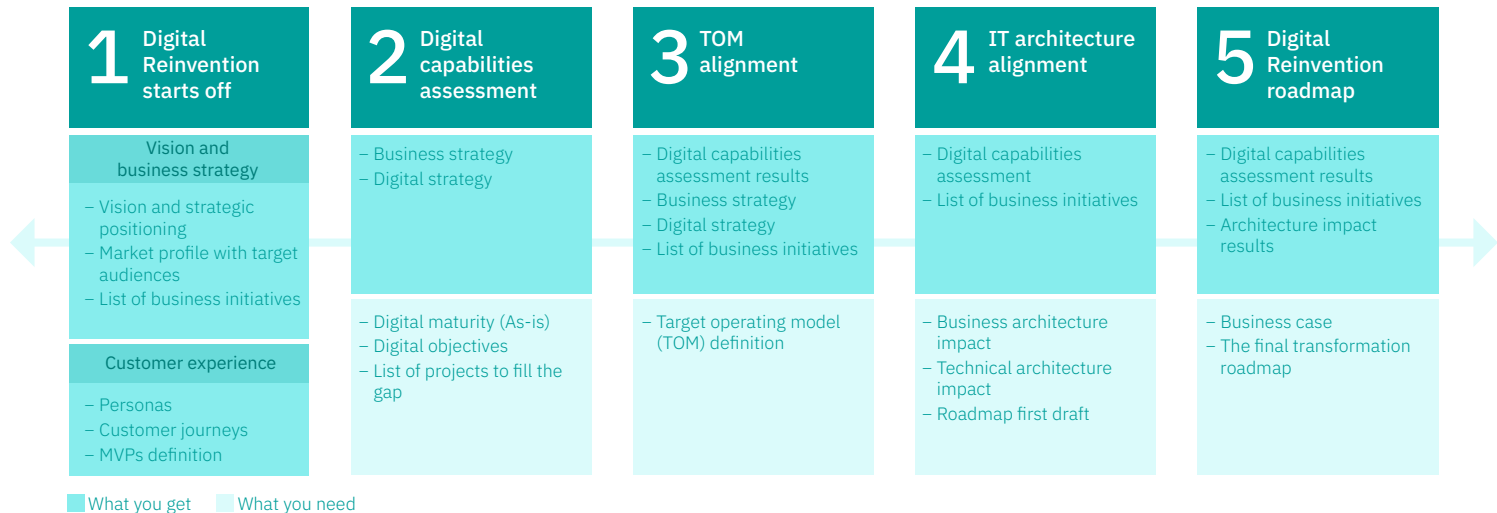 1
Digital
Reinvention
starts off
Vision and
business strategy
– Vision and strategic
positioning
– Market profile with target
audiences
– List of business initiatives
Customer experience
– Personas
– Customer journeys
– MVPs definition
2
Digital
capabilities
assessment
– Business strategy
– Digital strategy
– Digital maturity (As-is)
– Digital objectives
– List of projects to fill the
gap
3
TOM
alignment
– Digital capabilities
assessment results
– Business strategy
– Digital strategy
– List of business initiatives
– Target operating model
(TOM) definition
4
IT architecture
alignment
– Digital capabilities
assessment
– List of business initiatives
– Business architecture
impact
– Technical architecture
impact
– Roadmap first draft
5
Digital
Reinvention
roadmap
– Digital capabilities
assessment results
– List of business initiatives
– Architecture impact
results
– Business case
– The final transformation
roadmap
What you get
What you need